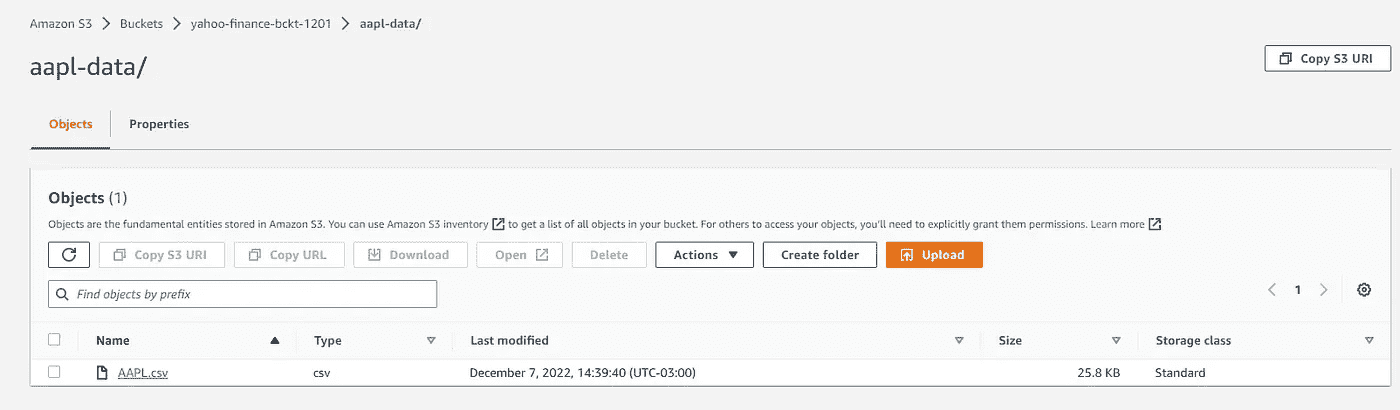 Amazon S3 > Buckets > yahoo-finance-bckt-1201 > aapl-data/
aapl-data/
Copy S3 URI
Objects Properties
Objects (1)
Objects are the fundamental entities stored in Amazon S3. You can use Amazon S3 inventory to get a list of all objects in your bucket. For others to access your objects, you'll need to explicitly grant them permissions. Learn more
Copy S3 URI Copy URL Download Open Delete Actions Create folder Upload
Find objects by prefix
1
Name Type Last modified Size Storage class
AAPL.csv csv December 7, 2022, 14:39:40 (UTC-03:00) 25.8 KB Standard